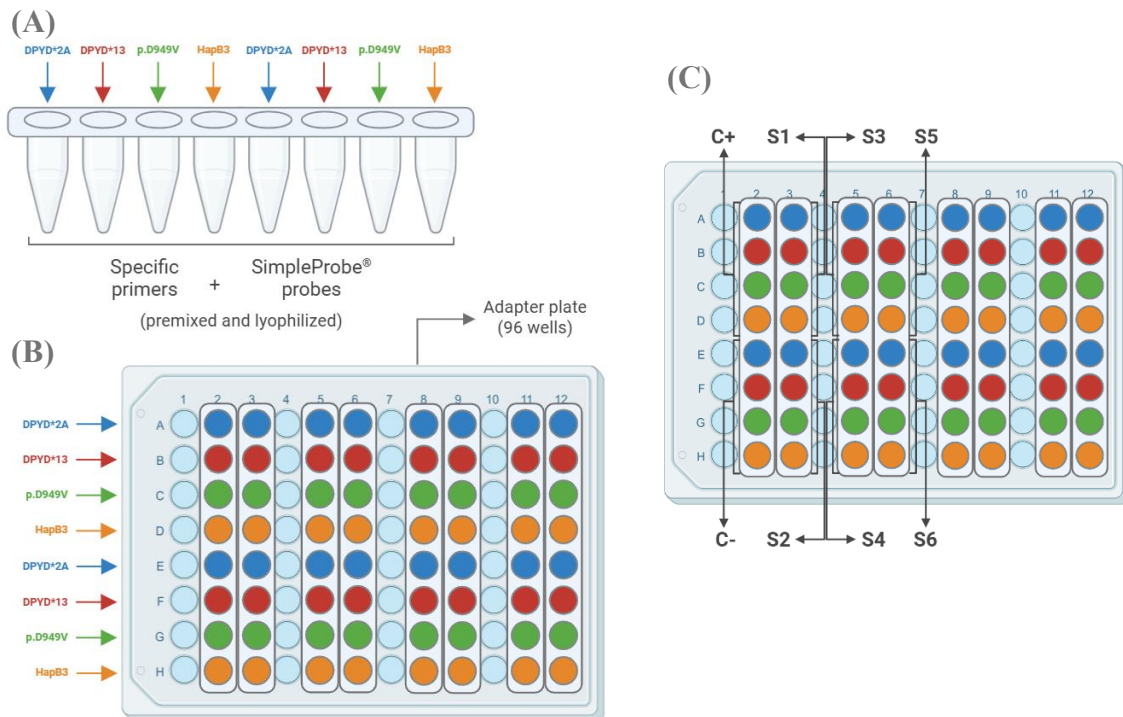 (A)
DPYD*2A DPYD*13 p.D949V HapB3 DPYD*2A DPYD*13 p.D949V HapB3
Specific primers + SimpleProbe® probes
(premixed and lyophilized)
Adapter plate
(96 wells)
(B)
1 2 3 4 5 6 7 8 9 10 11 12
DPYD*2A A
DPYD*13 B
p.D949V C
HapB3 D
DPYD*2A E
DPYD*13 F
p.D949V G
HapB3 H
(C)
C+ S1 S3 S5
1 2 3 4 5 6 7 8 9 10 11 12
A
B
C
D
E
F
G
H
C- S2 S4 S6